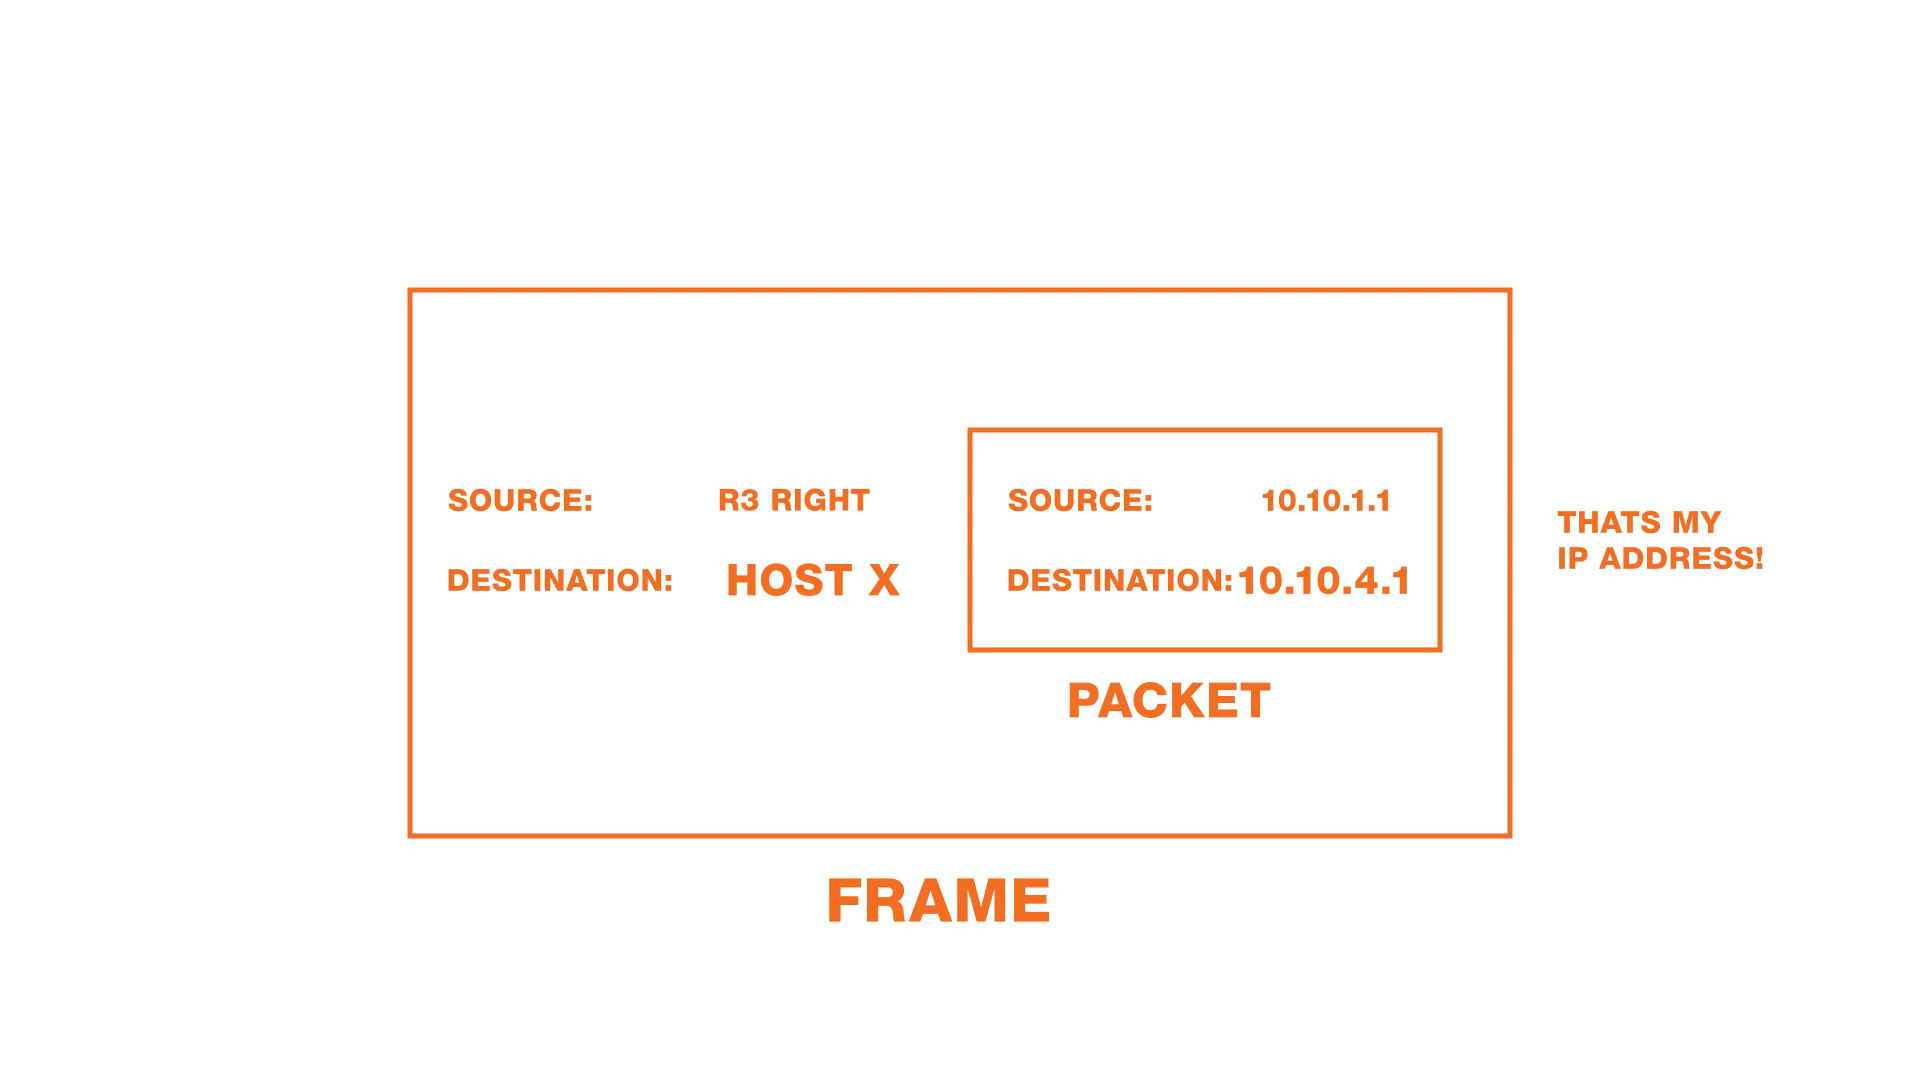 SOURCE: R3 RIGHT
DESTINATION: HOST X
SOURCE: 10.10.1.1
DESTINATION: 10.10.4.1
PACKET
THATS MY
IP ADDRESS!
FRAME